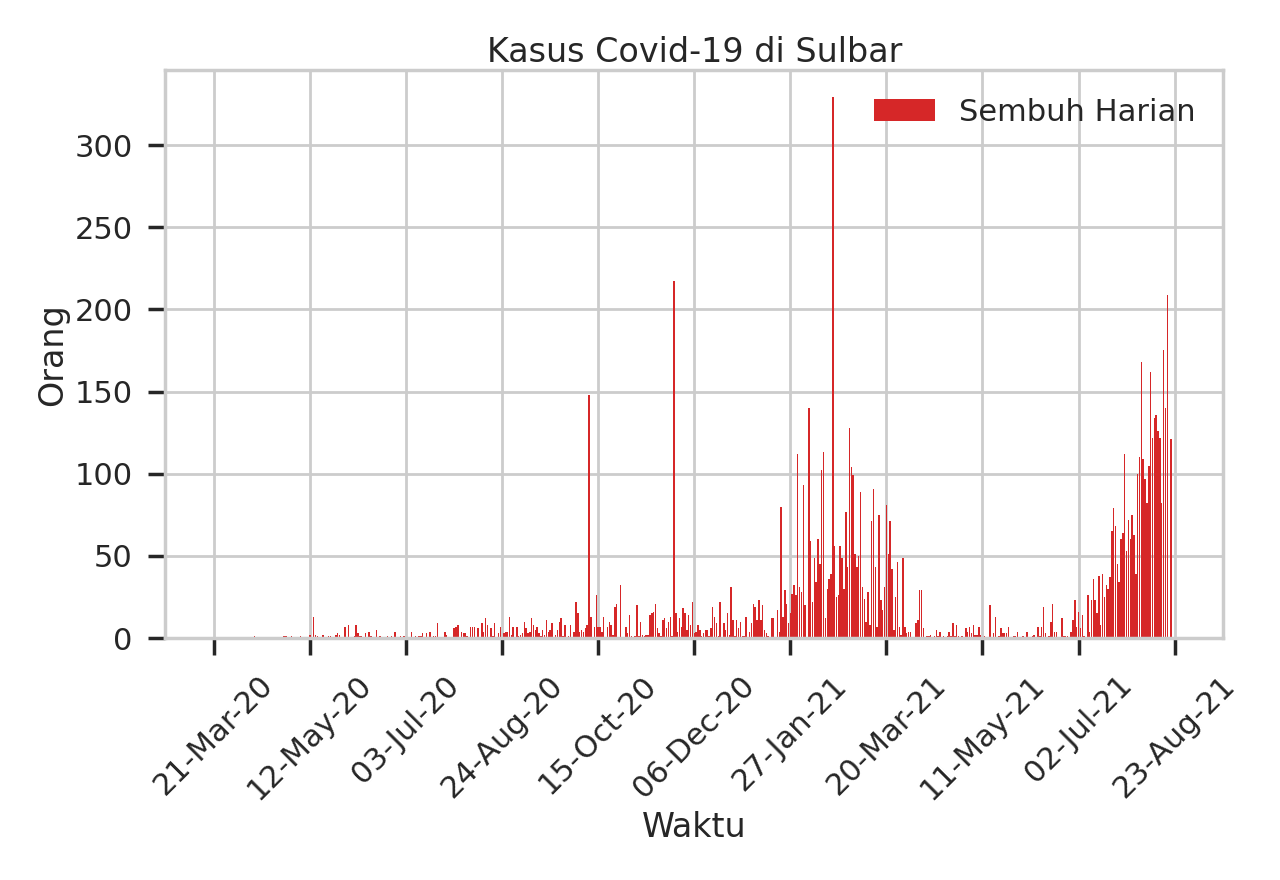 Kasus Covid-19 di Sulbar
Sembuh Harian
Orang
300
250
200
150
100
50
0
21-Mar-20
12-May-20
03-Jul-20
24-Aug-20
15-Oct-20
06-Dec-20
27-Jan-21
20-Mar-21
11-May-21
02-Jul-21
23-Aug-21
Waktu